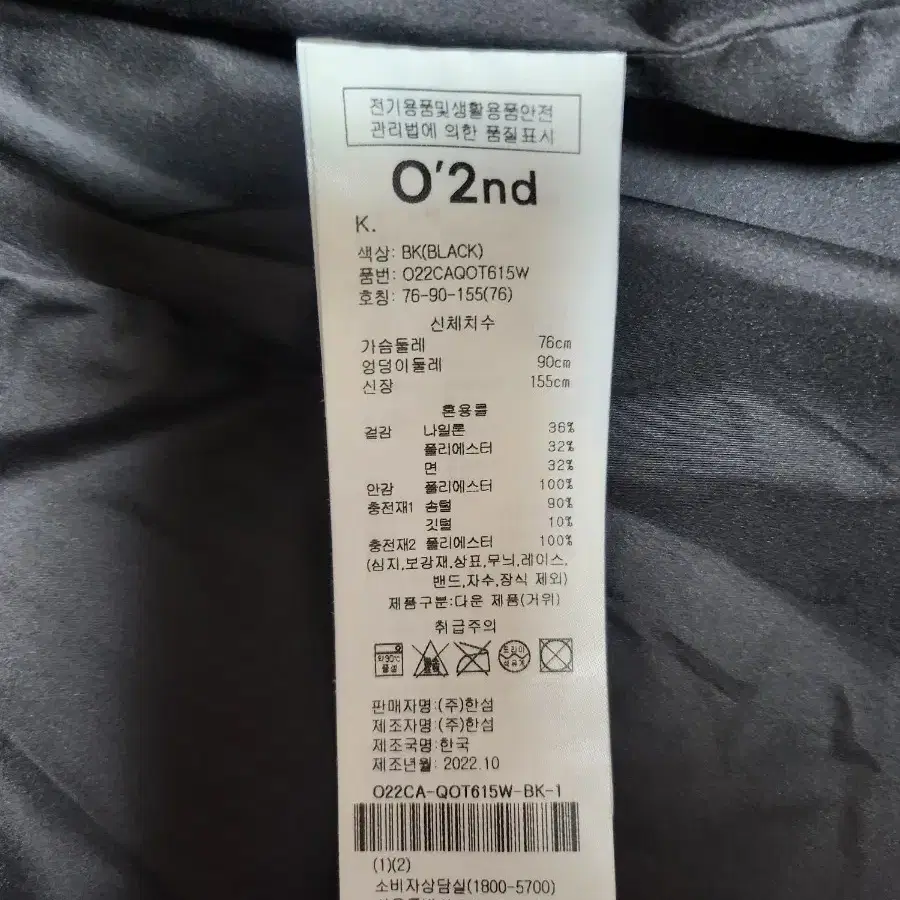 전기용품및생활용품안전
관리법에 의한 품질표시
O'2nd
K.
색상: BK(BLACK)
품번: O22CAQOT615W
호칭: 76-90-155(76)
신체치수
가슴둘레 76cm
엉덩이둘레 90cm
신장 155cm
혼용률
겉감 나일론 36%
폴리에스터 32%
면 32%
안감 폴리에스터 100%
충전재1 솜털 90%
깃털 10%
충전재2 폴리에스터 100%
(심지,보강재,상표,무늬,레이스,
밴드,자수,장식 제외)
제품구분:다운 제품(거위)
취급주의
드라이
석유계
판매자명:(주)한섬
제조자명:(주)한섬
제조국명:한국
제조년월: 2022.10
O22CA-QOT615W-BK-1
(1)(2)
소비자상담실(1800-5700)